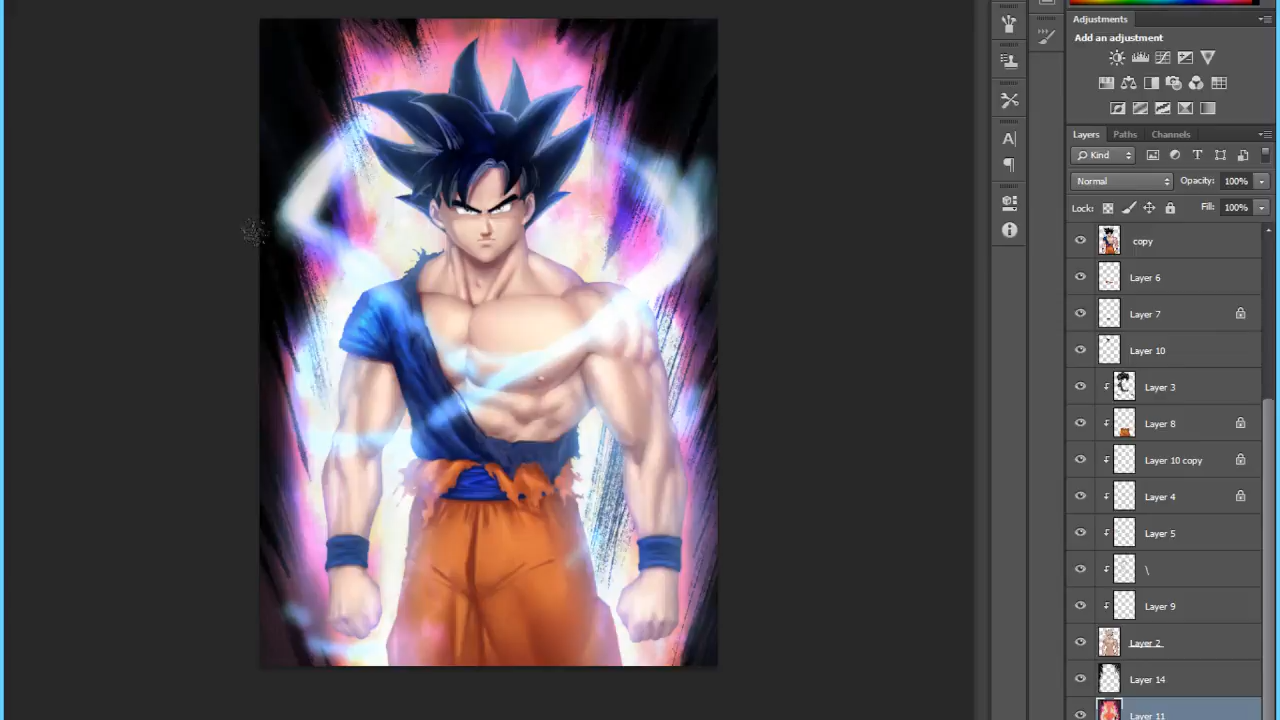 Adjustments
Add an adjustment
Layers Paths Channels
Kind
Normal Opacity: 100%
Lock: Fill: 100%
copy
Layer 6
Layer 7
Layer 10
Layer 3
Layer 8
Layer 10 copy
Layer 4
Layer 5
\
Layer 9
Layer 2
Layer 14
Layer 11